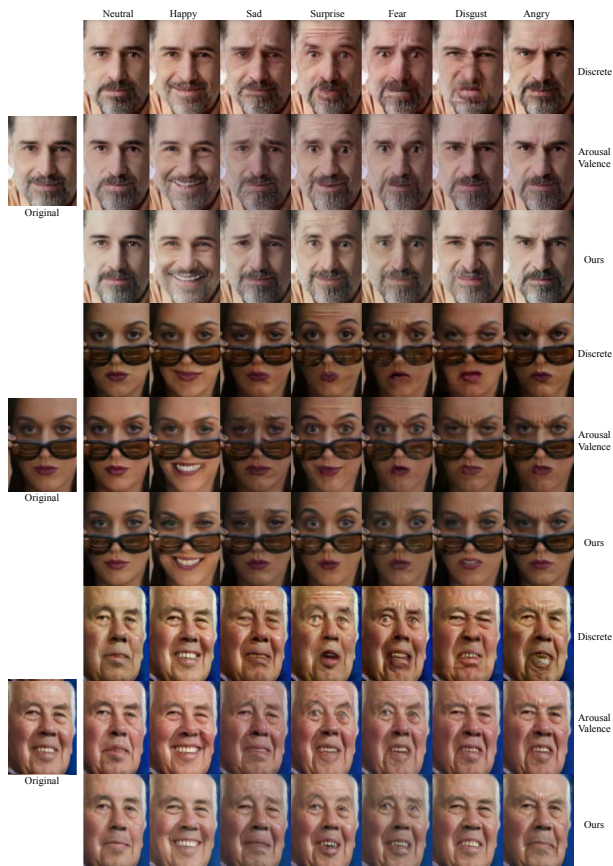 Neutral Happy Sad Surprise Fear Disgust Angry
Discrete
Arousal
Valence
Original
Ours
Discrete
Arousal
Valence
Original
Ours
Discrete
Arousal
Valence
Original
Ours